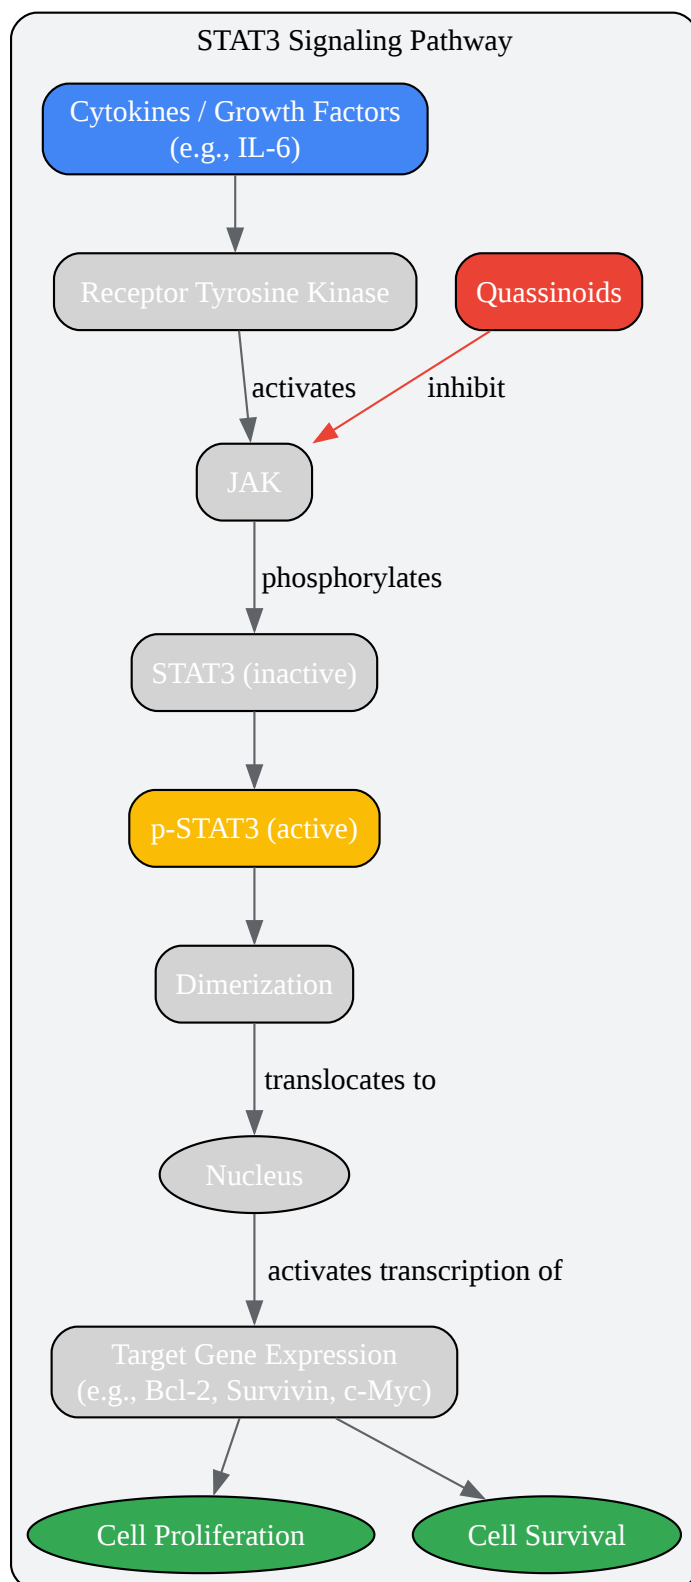 STAT3 Signaling Pathway
Cytokines / Growth Factors
(e.g., IL-6)
Receptor Tyrosine Kinase
Quassinoids
activates
inhibit
JAK
phosphorylates
STAT3 (inactive)
p-STAT3 (active)
Dimerization
translocates to
Nucleus
activates transcription of
Target Gene Expression
(e.g., Bcl-2, Survivin, c-Myc)
Cell Proliferation
Cell Survival